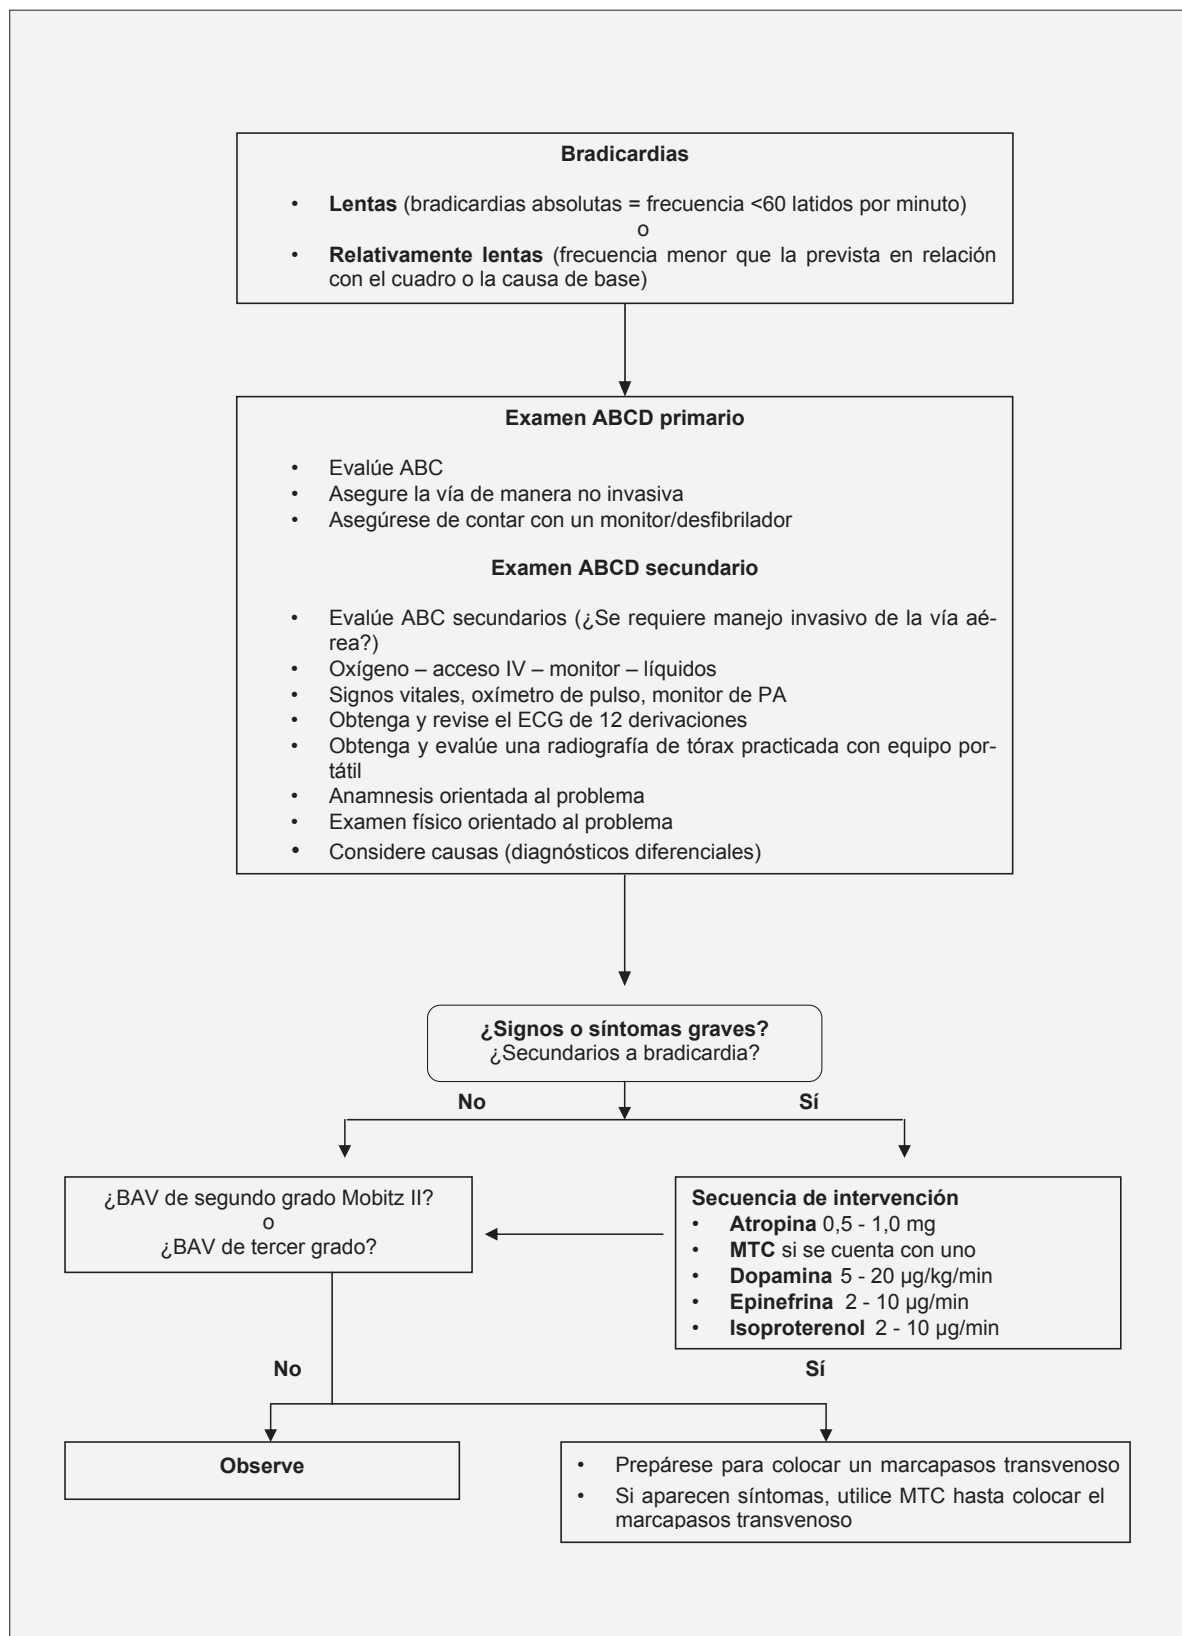 Bradicardias
• Lentas (bradicardias absolutas = frecuencia <60 latidos por minuto)
o
• Relativamente lentas (frecuencia menor que la prevista en relación
con el cuadro o la causa de base)
Examen ABCD primario
• Evalúe ABC
• Asegure la vía de manera no invasiva
• Asegúrese de contar con un monitor/desfibrilador
Examen ABCD secundario
• Evalúe ABC secundarios (¿Se requiere manejo invasivo de la vía aé-
rea?)
• Oxígeno – acceso IV – monitor – líquidos
• Signos vitales, oxímetro de pulso, monitor de PA
• Obtenga y revise el ECG de 12 derivaciones
• Obtenga y evalúe una radiografía de tórax practicada con equipo por-
tátil
• Anamnesis orientada al problema
• Examen físico orientado al problema
• Considere causas (diagnósticos diferenciales)
¿Signos o síntomas graves?
¿Secundarios a bradicardia?
No Sí
¿BAV de segundo grado Mobitz II?
o
¿BAV de tercer grado?
Secuencia de intervención
• Atropina 0,5 - 1,0 mg
• MTC si se cuenta con uno
• Dopamina 5 - 20 µg/kg/min
• Epinefrina 2 - 10 µg/min
• Isoproterenol 2 - 10 µg/min
No Sí
Observe
• Prepárese para colocar un marcapasos transvenoso
• Si aparecen síntomas, utilice MTC hasta colocar el
marcapasos transvenoso